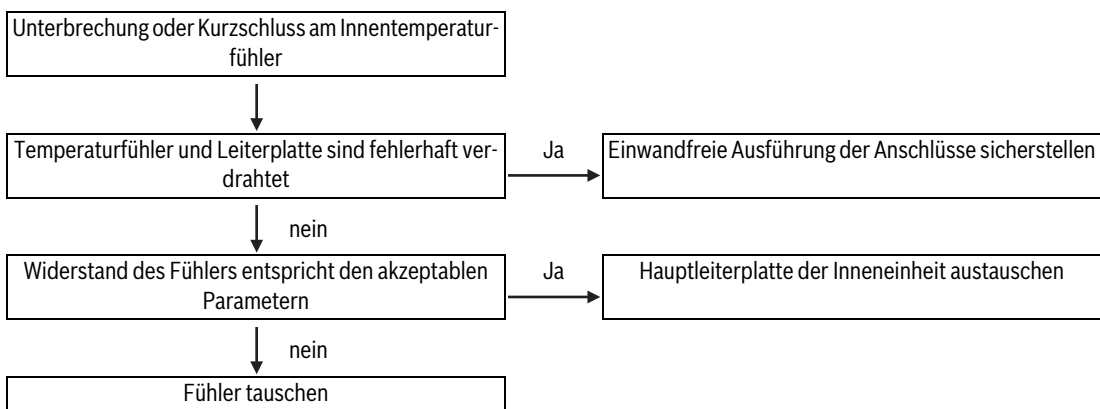 Unterbrechung oder Kurzschluss am Innentemperatur-
fühler
Temperaturfühler und Leiterplatte sind fehlerhaft ver-
drahtet
Ja
Einwandfreie Ausführung der Anschlüsse sicherstellen
nein
Widerstand des Fühlers entspricht den akzeptablen
Parametern
Ja
Hauptleiterplatte der Inneneinheit austauschen
nein
Fühler tauschen